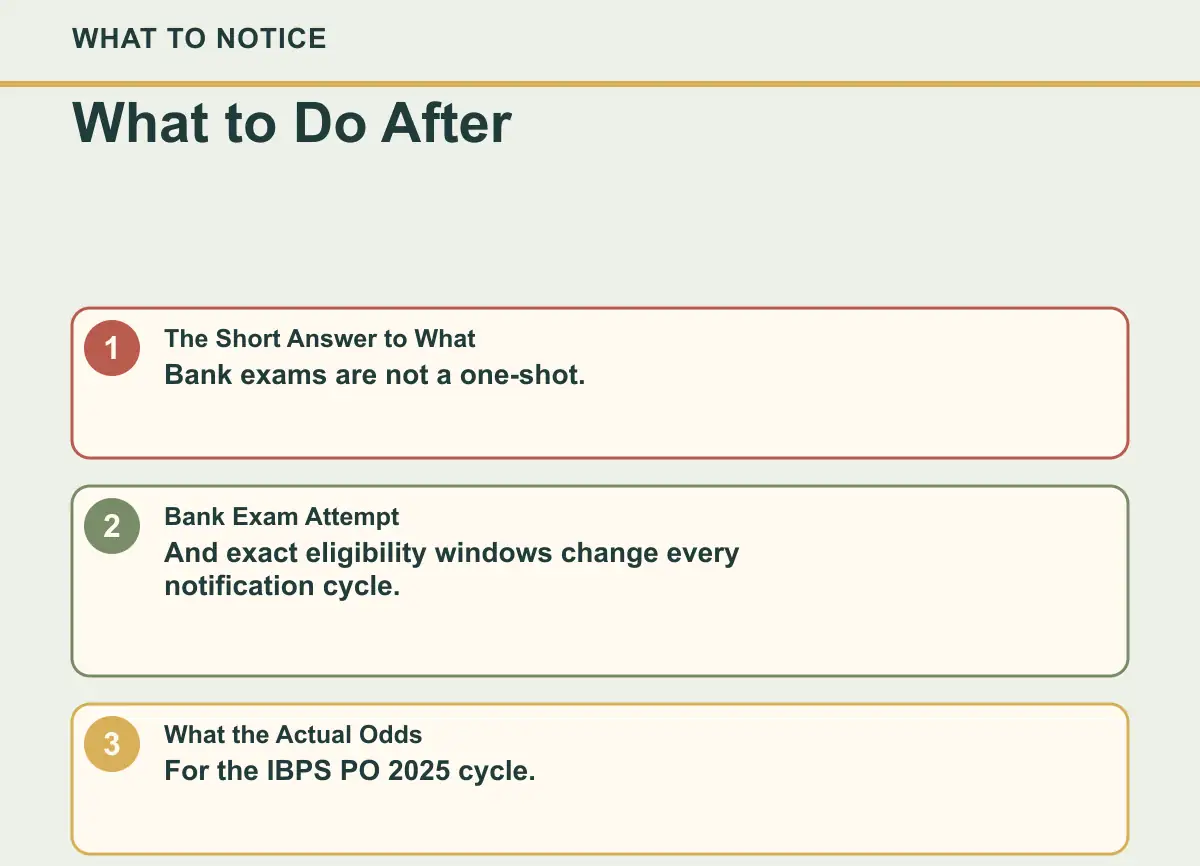 WHAT TO NOTICE
What to Do After
1
The Short Answer to What
Bank exams are not a one-shot.
2
Bank Exam Attempt
And exact eligibility windows change every
notification cycle.
3
What the Actual Odds
For the IBPS PO 2025 cycle.